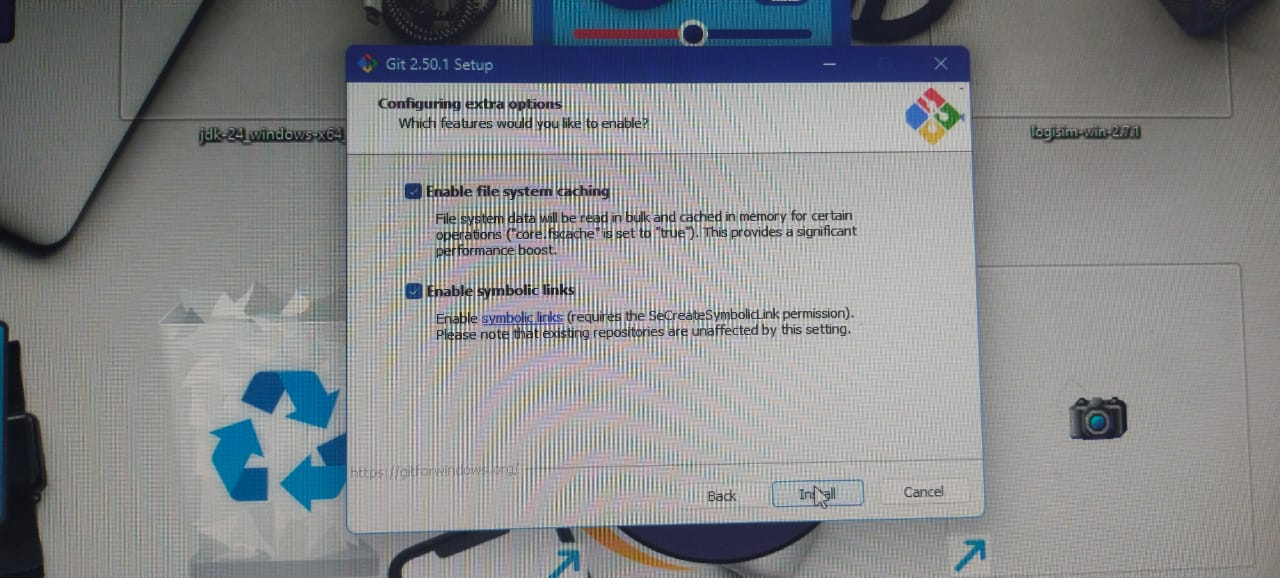 Git 2.50.1 Setup
Configuring extra options
Which features would you like to enable?
jdk-24_windows-x64_
logisim-win-2.7.1
Enable file system caching
File system data will be read in bulk and cached in memory for certain
operations ("core.fscache" is set to "true"). This provides a significant
performance boost.
Enable symbolic links
Enable symbolic links (requires the SeCreateSymbolicLink permission).
Please note that existing repositories are unaffected by this setting.
https://gitforwindows.org/
Back
Install
Cancel